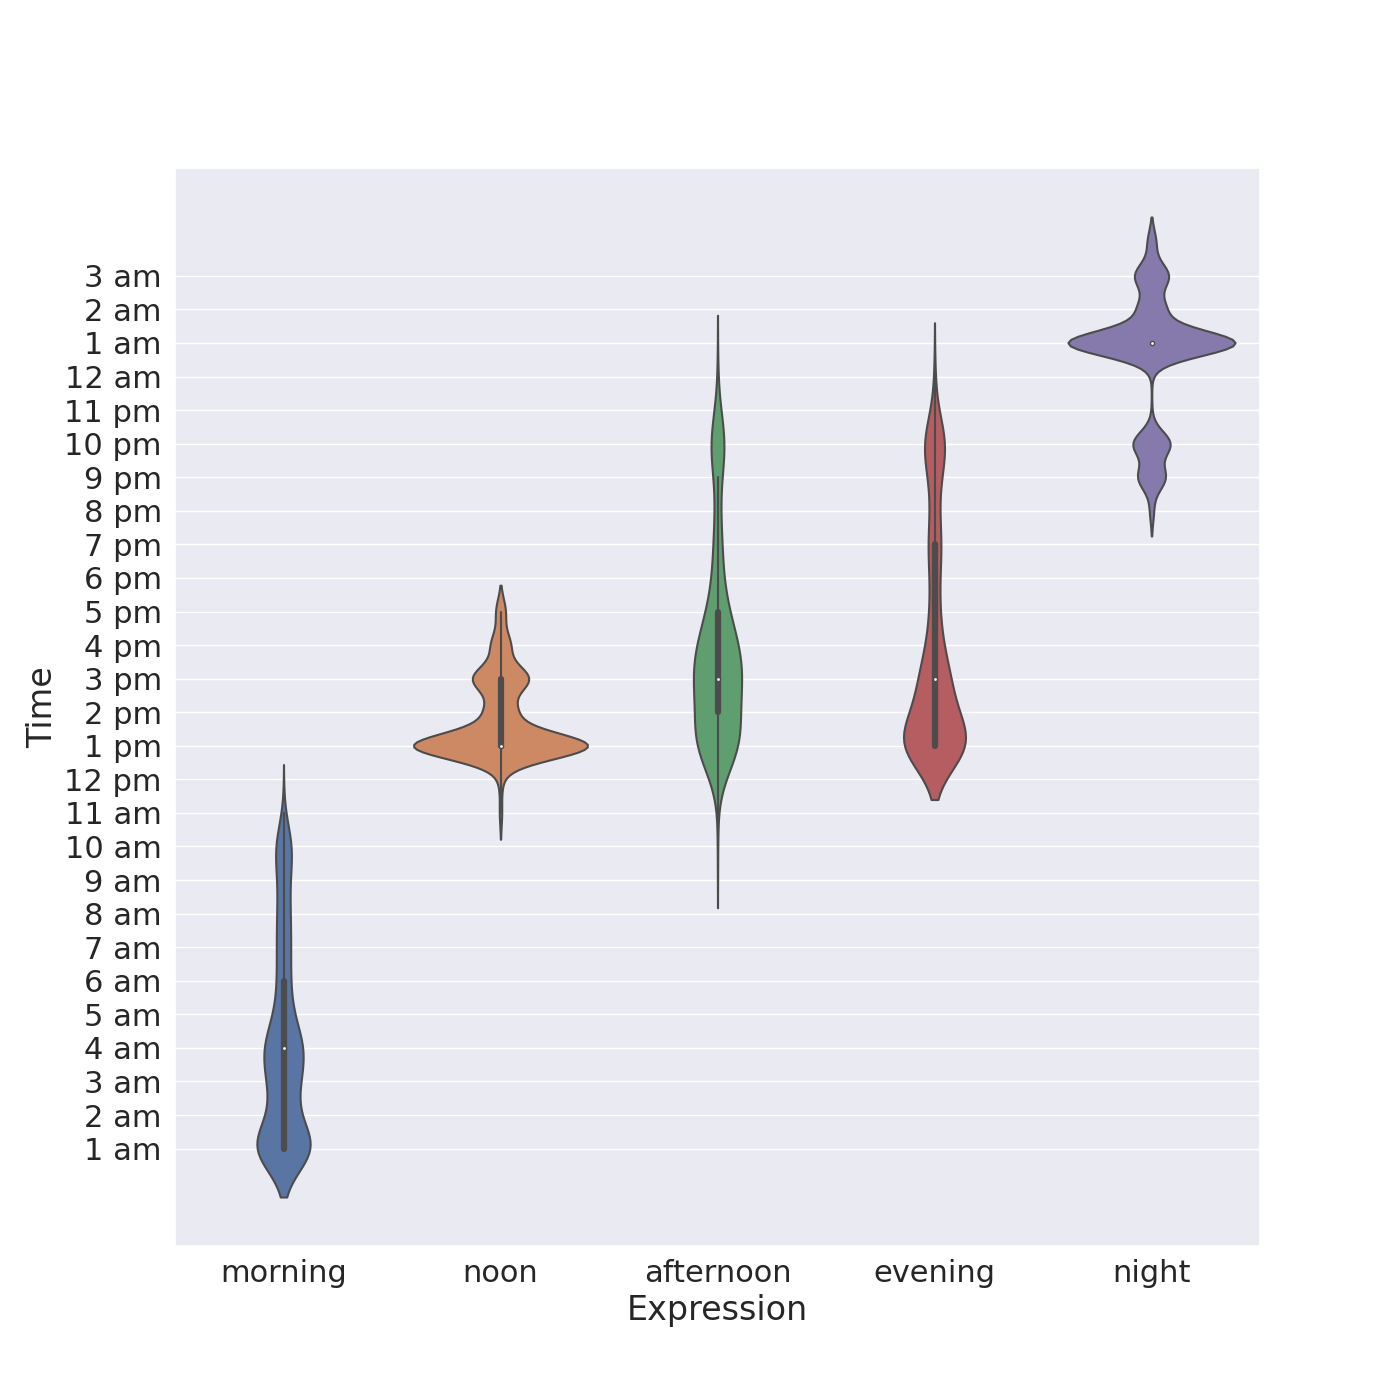 3 am
2 am
1 am
12 am
11 pm
10 pm
9 pm
8 pm
7 pm
6 pm
5 pm
4 pm
3 pm
2 pm
1 pm
12 pm
11 am
10 am
9 am
8 am
7 am
6 am
5 am
4 am
3 am
2 am
1 am
Time
morning noon afternoon evening night
Expression